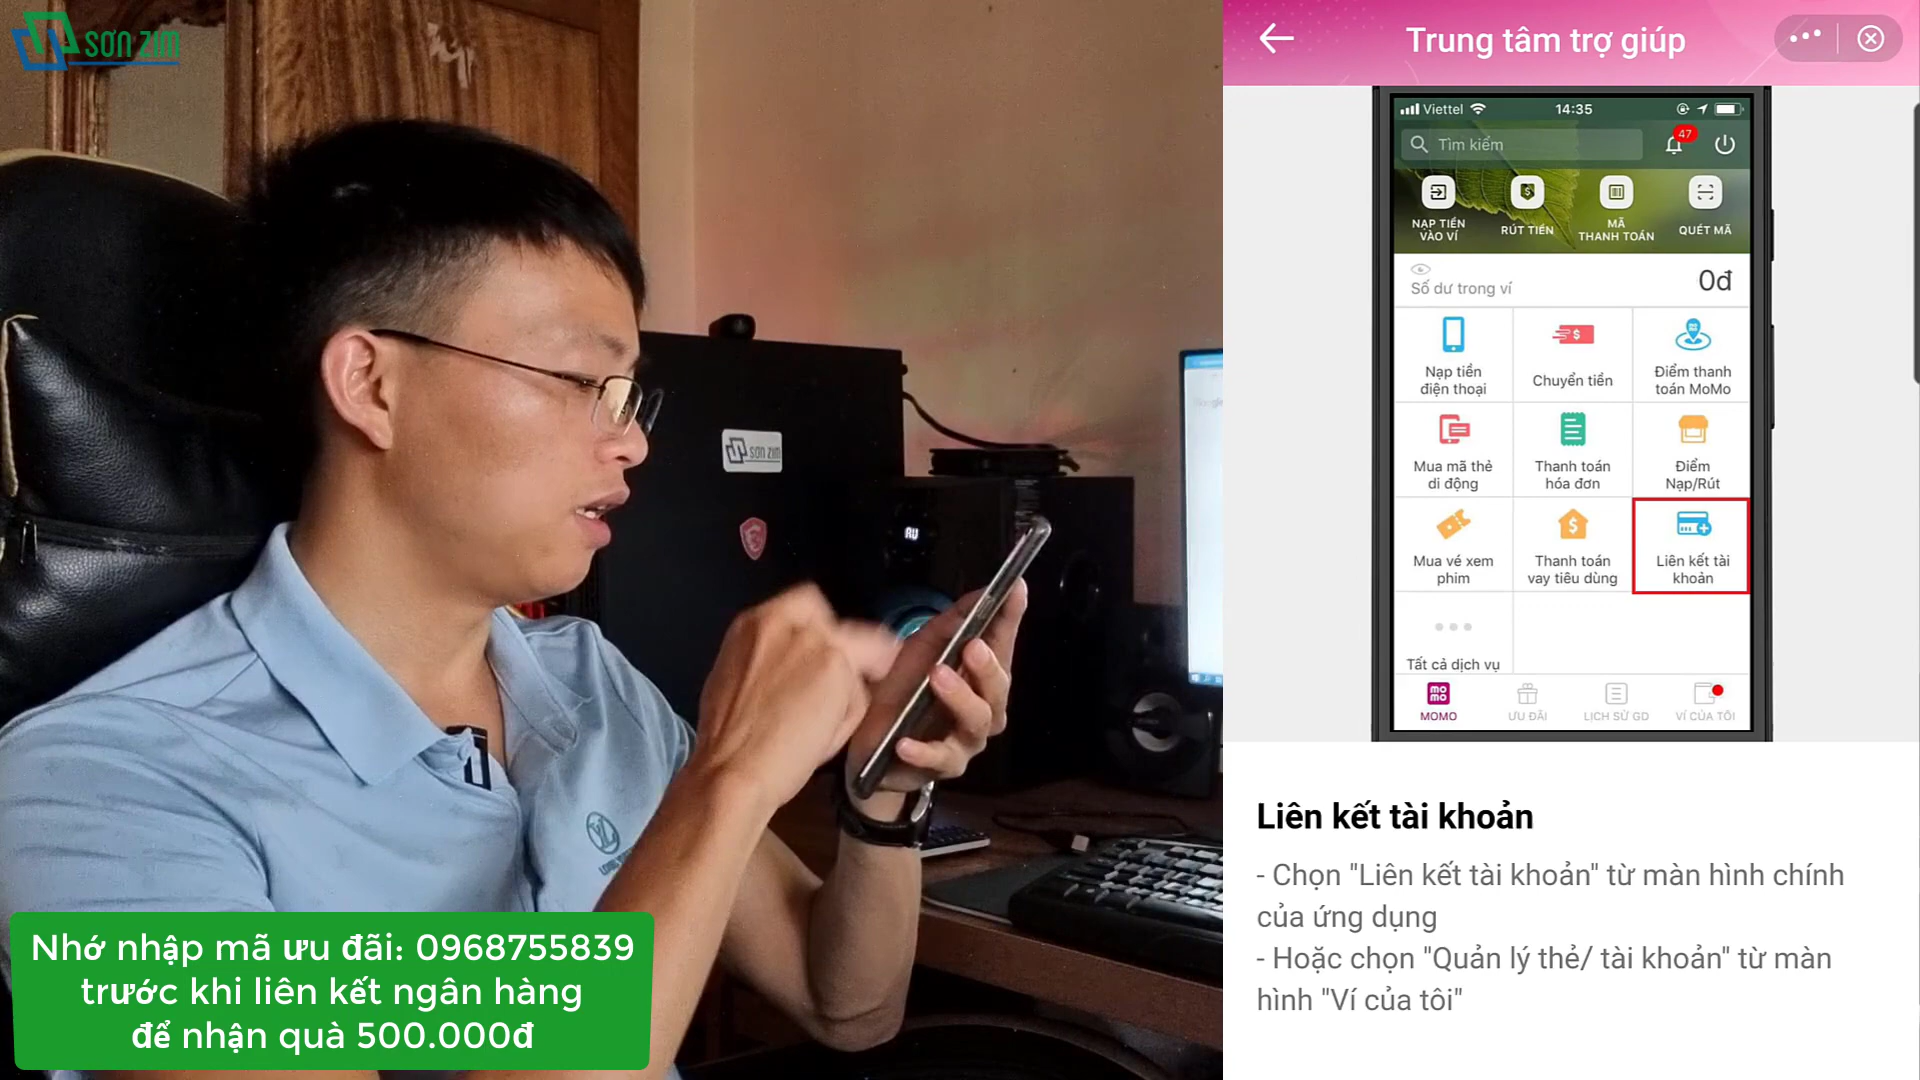 SƠN ZIM
SƠN ZIM
Nhớ nhập mã ưu đãi: 0968755839
trước khi liên kết ngân hàng
để nhận quà 500.000đ
Trung tâm trợ giúp
Viettel
14:35
Tìm kiếm
47
NẠP TIỀN
VÀO VÍ
RÚT TIỀN
MÃ
THANH TOÁN
QUÉT MÃ
Số dư trong ví
0đ
Nạp tiền
điện thoại
Chuyển tiền
Điểm thanh
toán MoMo
Mua mã thẻ
di động
Thanh toán
hóa đơn
Điểm
Nạp/Rút
Mua vé xem
phim
Thanh toán
vay tiêu dùng
Liên kết tài
khoản
Tất cả dịch vụ
MOMO
ƯU ĐÃI
LỊCH SỬ GD
VÍ CỦA TÔI
Liên kết tài khoản
- Chọn "Liên kết tài khoản" từ màn hình chính
của ứng dụng
- Hoặc chọn "Quản lý thẻ/ tài khoản" từ màn
hình "Ví của tôi"